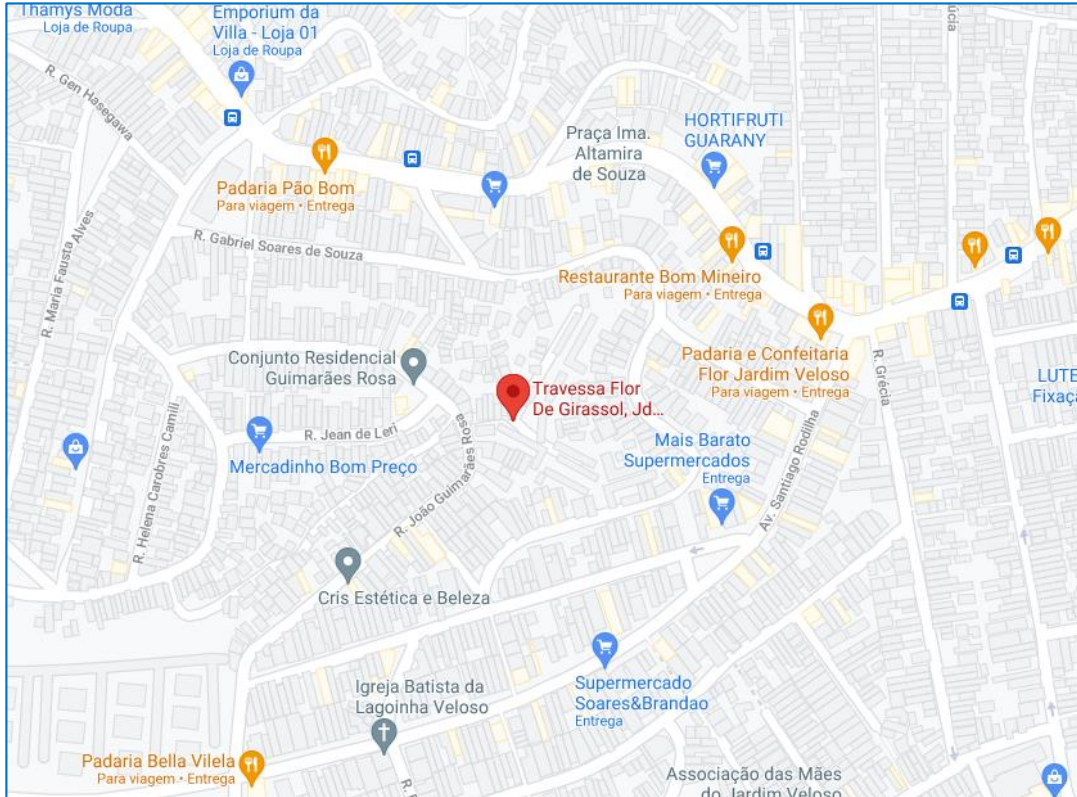 Thamys Moda
Loja de Roupa
Emporium da
Villa - Loja 01
Loja de Roupa
R. Gen Hasegawa
HORTIFRUTI
GUARANY
Praça Ima.
Altamira
de Souza
Padaria Pão Bom
Para viagem • Entrega
R. Gabriel Soares de Souza
R. Maria Fausta Alves
Restaurante Bom Mineiro
Para viagem • Entrega
Conjunto Residencial
Guimarães Rosa
Padaria e Confeitaria
Flor Jardim Veloso
Para viagem • Entrega
R. Grécia
LUTE
Fixaç
Travessa Flor
De Girassol, Jd...
R. Jean de Leri
Mercadinho Bom Preço
R. João Guimarães Rosa
Mais Barato
Supermercados
Entrega
Av. Santiago Rodilha
R. Helena Carobres Camili
Cris Estética e Beleza
Igreja Batista da
Lagoinha Veloso
Supermercado
Soares&Brandao
Entrega
Padaria Bella Vilela
Para viagem • Entrega
Associação das Mães
do Jardim Veloso